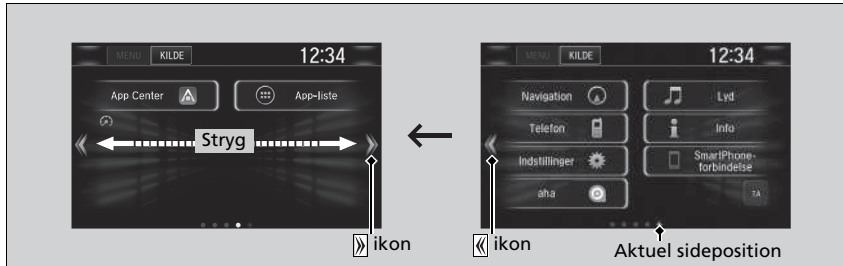 MENU KILDE 12:34
App Center App-liste
Stryg
ikon
MENU KILDE 12:34
Navigation Lyd
Telefon Info
Indstillinger SmartPhone-
forbindelse
aha TA
ikon
Aktuel sideposition